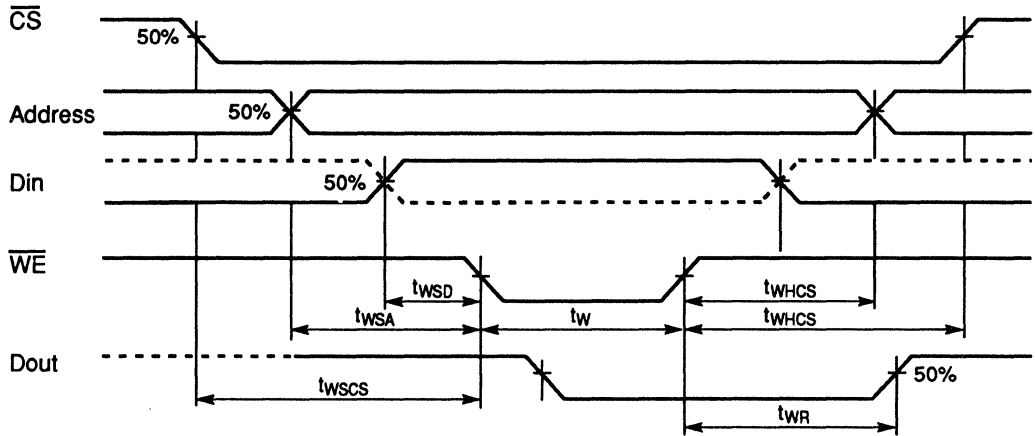 CS
50%
Address
50%
Din
50%
WE
tWSD
tWHCS
tWSA
tW
tWHCS
Dout
50%
tWSCS
tWR